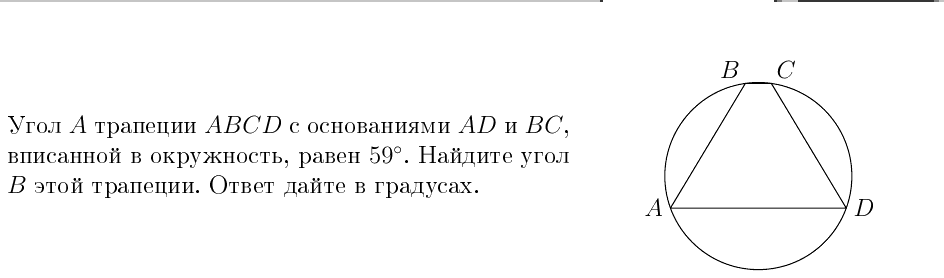 B C
Угол A трапеции ABCD с основаниями AD и BC,
вписанной в окружность, равен 59°. Найдите угол
B этой трапеции. Ответ дайте в градусах.
A D